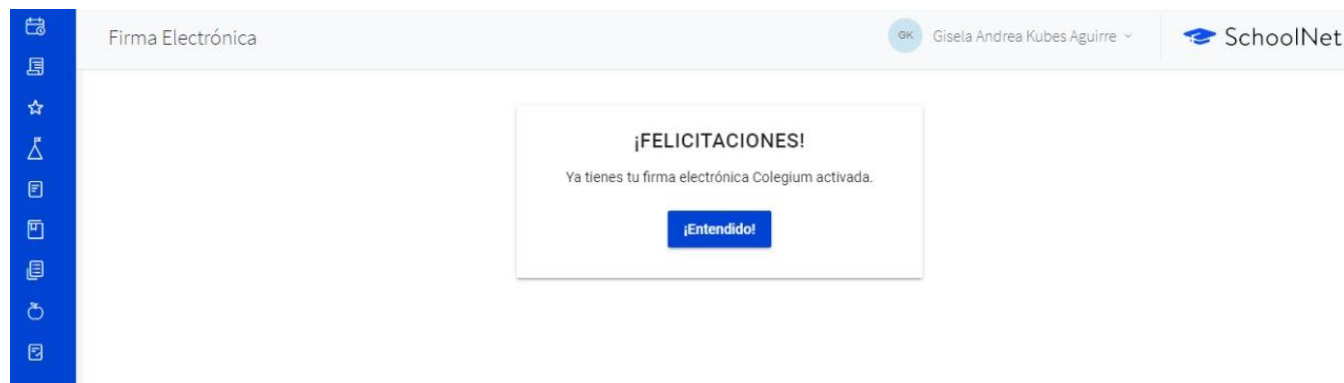 Firma Electrónica
GK
Gisela Andrea Kubes Aguirre
SchoolNet
¡FELICITACIONES!
Ya tienes tu firma electrónica Colegium activada.
¡Entendido!